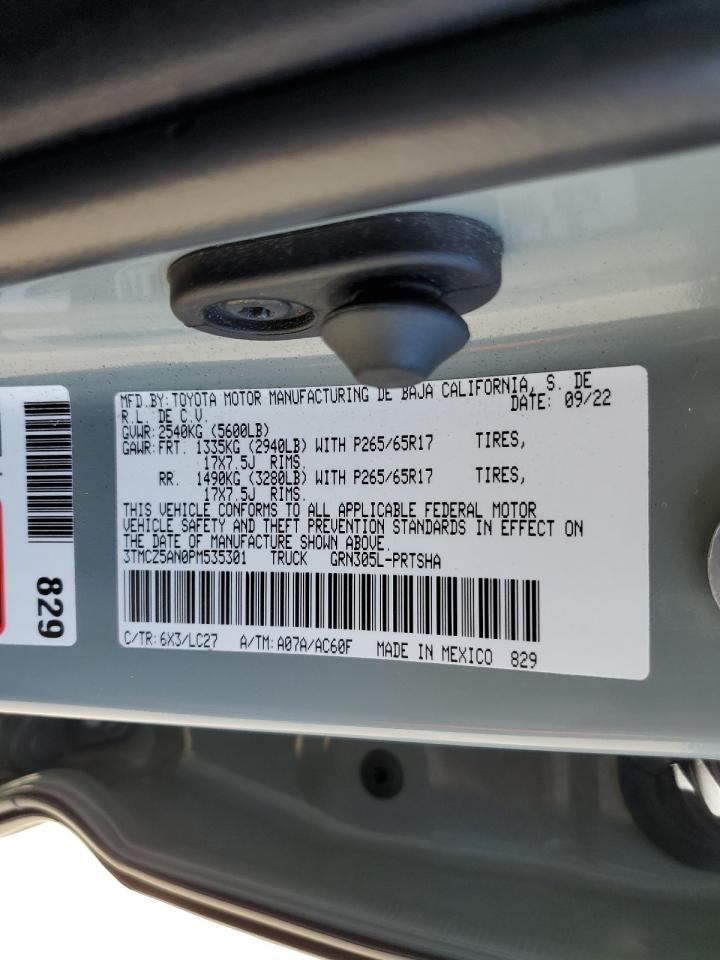 MFD.BY:TOYOTA MOTOR MANUFACTURING DE BAJA CALIFORNIA, S. DE
R.L. DE C.V. DATE: 09/22
GVWR:2540KG (5600LB)
GAWR:FRT. 1335KG (2940LB) WITH P265/65R17 TIRES,
17X7.5J RIMS.
RR. 1490KG (3280LB) WITH P265/65R17 TIRES,
17X7.5J RIMS.
THIS VEHICLE CONFORMS TO ALL APPLICABLE FEDERAL MOTOR
VEHICLE SAFETY AND THEFT PREVENTION STANDARDS IN EFFECT ON
THE DATE OF MANUFACTURE SHOWN ABOVE.
3TMCZ5AN0PM535301 TRUCK GRN305L-PRTSHA
C/TR:6X3/LC27 A/TM:A07A/AC60F MADE IN MEXICO 829
829